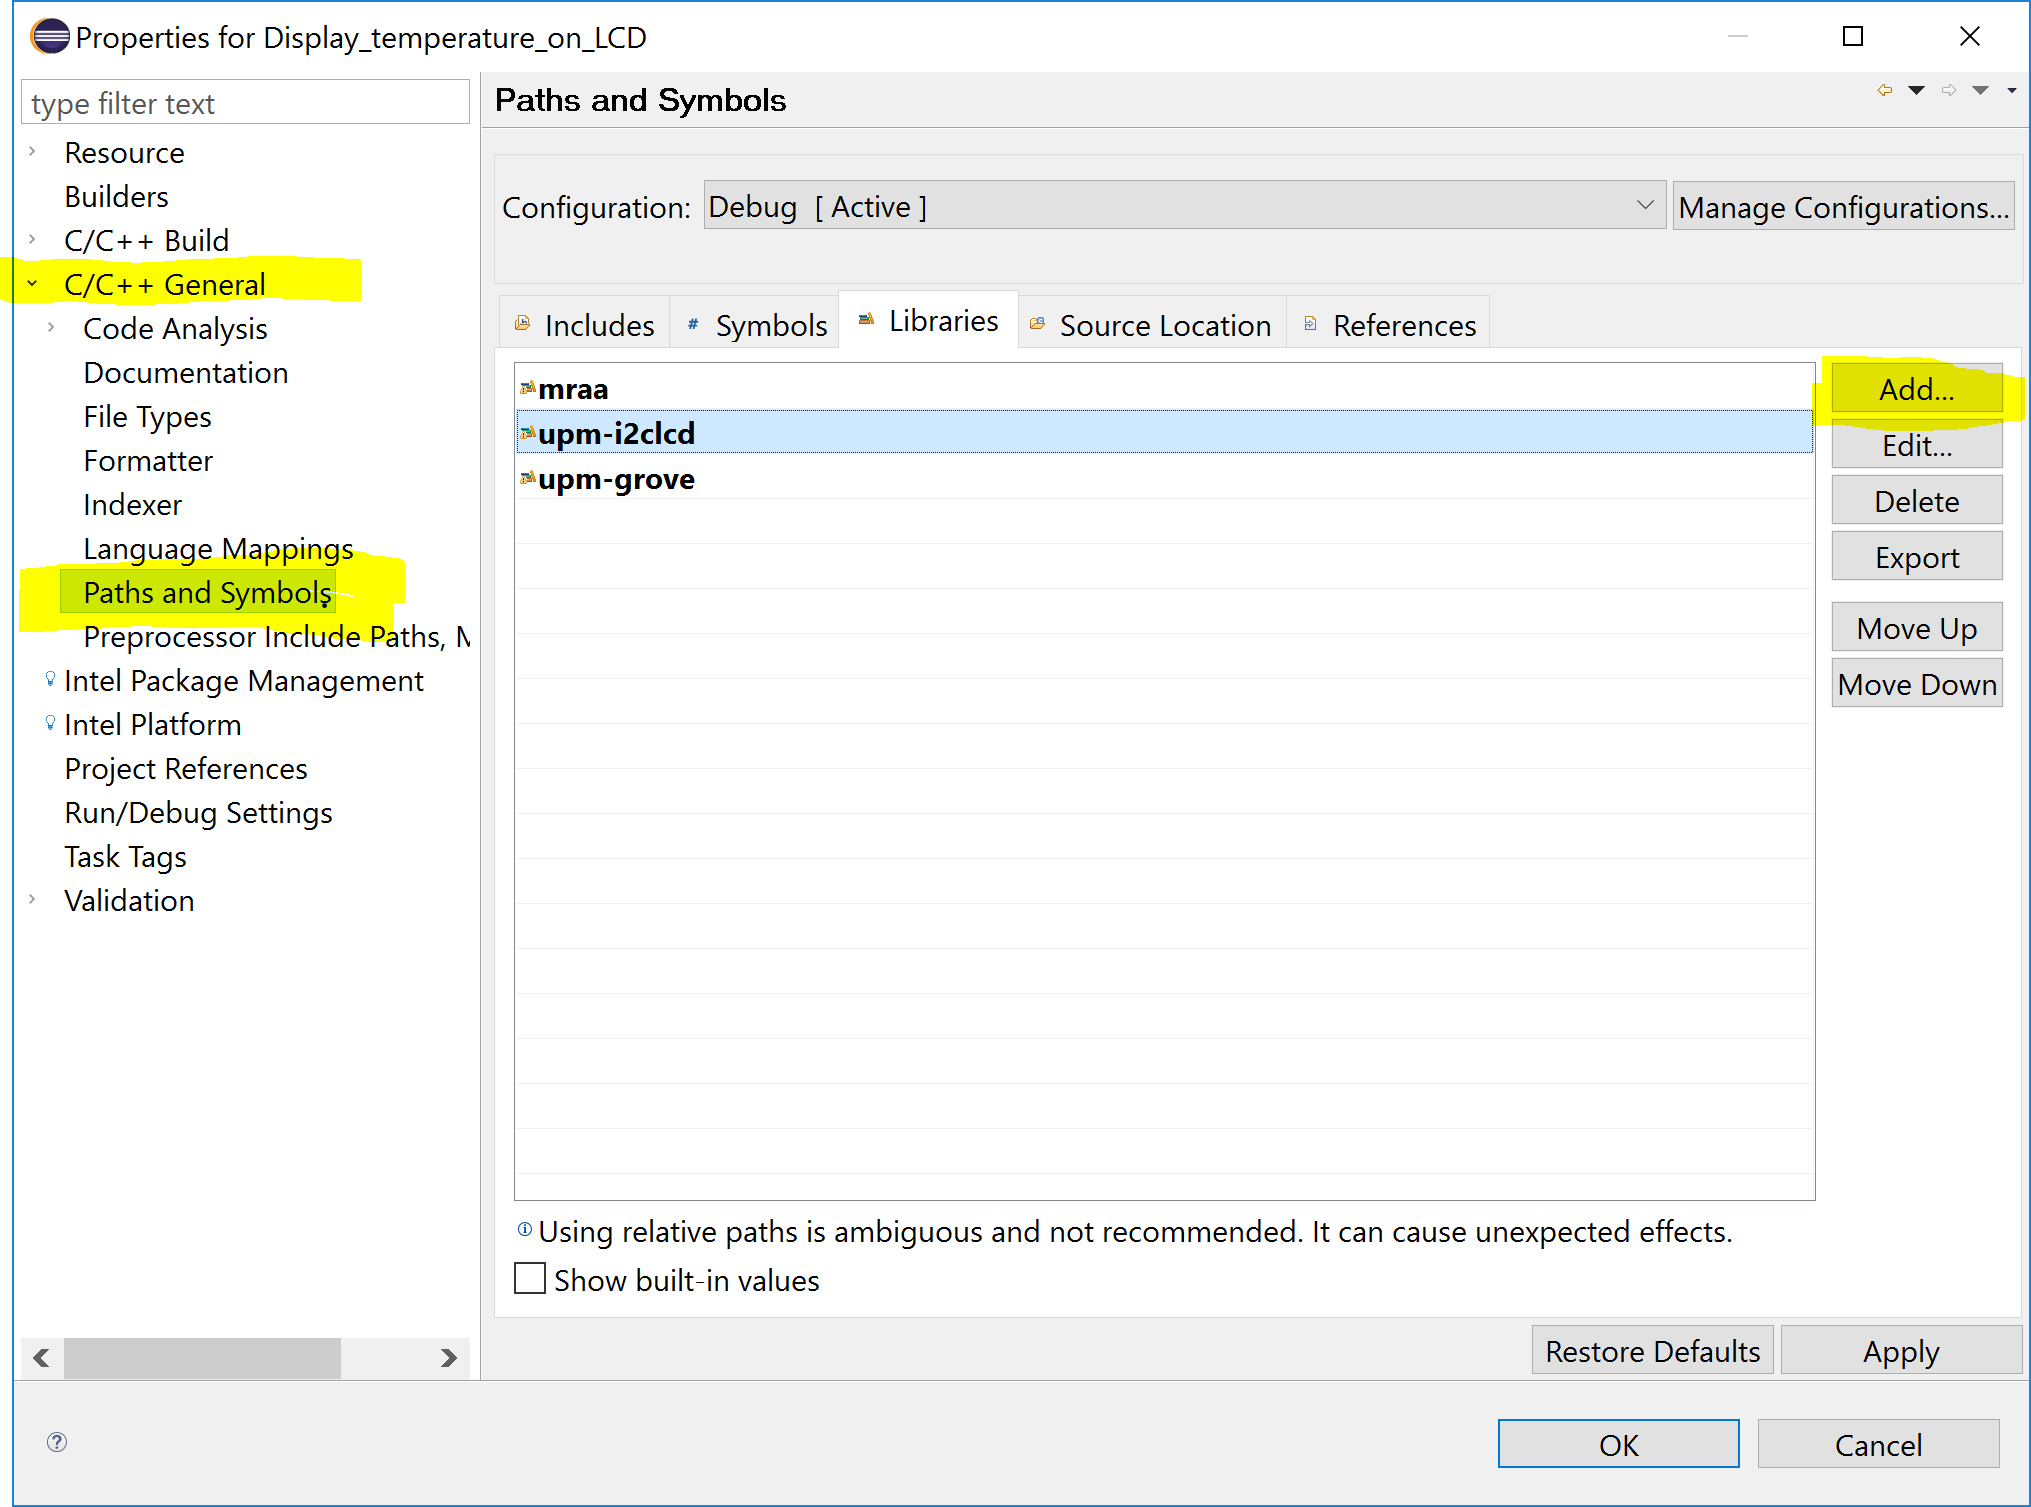 Properties for Display_temperature_on_LCD
type filter text
Resource
Builders
C/C++ Build
C/C++ General
Code Analysis
Documentation
File Types
Formatter
Indexer
Language Mappings
Paths and Symbols
Preprocessor Include Paths, M
Intel Package Management
Intel Platform
Project References
Run/Debug Settings
Task Tags
Validation
Paths and Symbols
Configuration: Debug [ Active ] Manage Configurations...
Includes # Symbols Libraries Source Location References
mraa
upm-i2clcd
upm-grove
Add...
Edit...
Delete
Export
Move Up
Move Down
Using relative paths is ambiguous and not recommended. It can cause unexpected effects.
Show built-in values
Restore Defaults Apply
OK Cancel